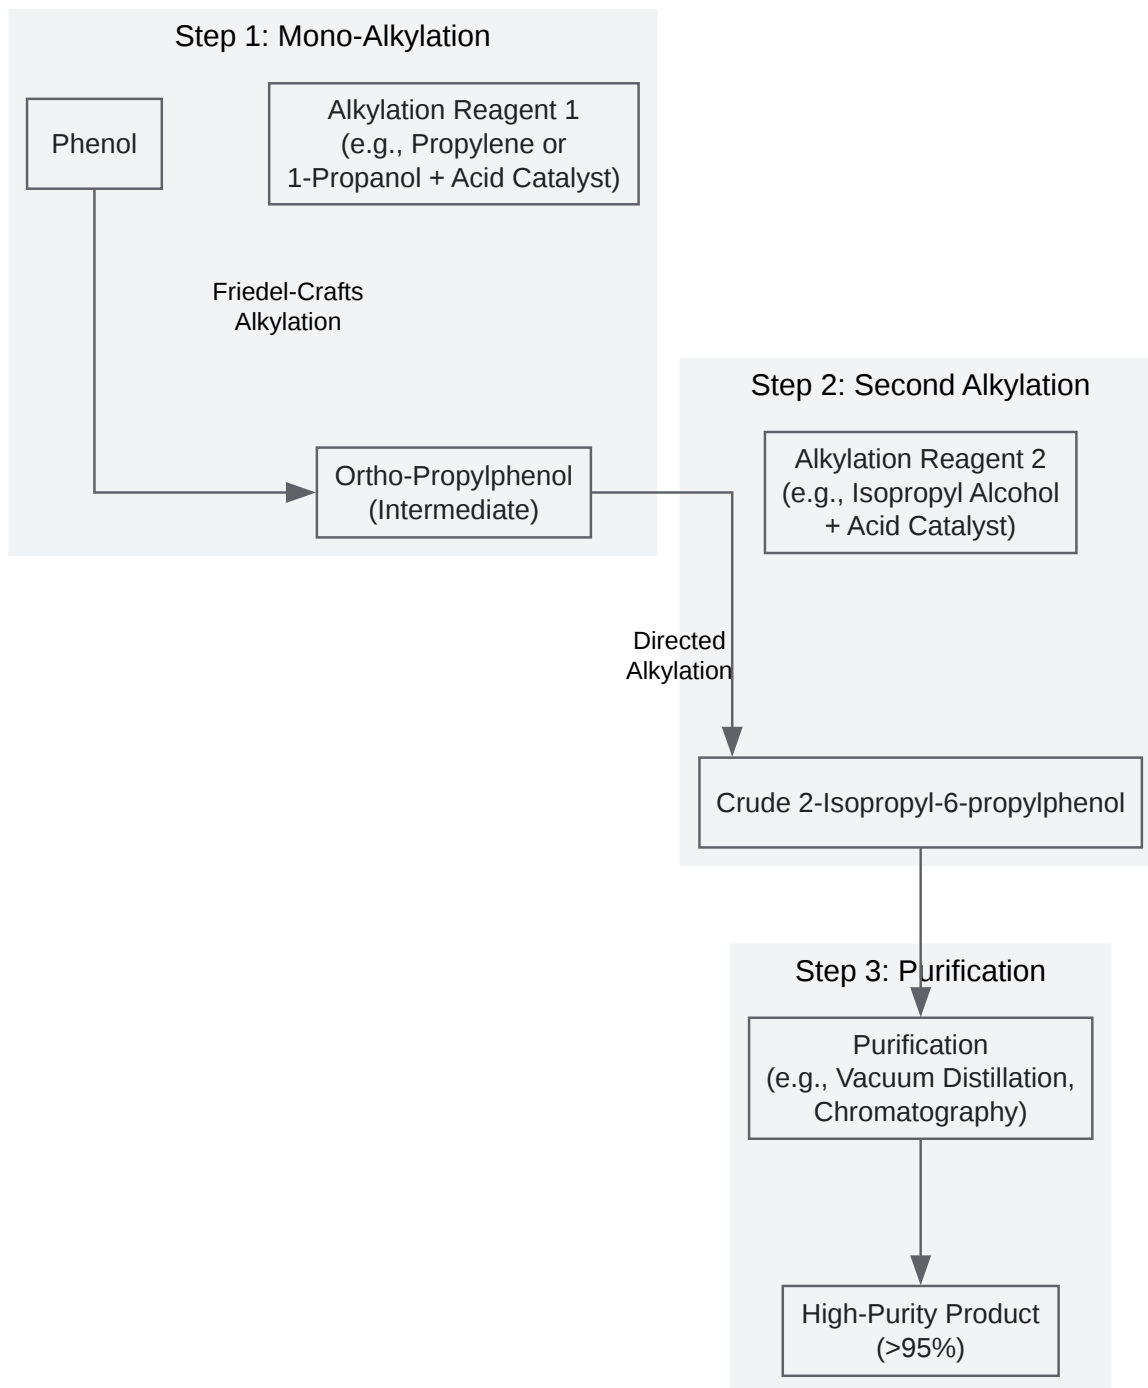 Step 1: Mono-Alkylation
Phenol
Alkylation Reagent 1
(e.g., Propylene or
1-Propanol + Acid Catalyst)
Friedel-Crafts
Alkylation
Ortho-Propylphenol
(Intermediate)
Step 2: Second Alkylation
Alkylation Reagent 2
(e.g., Isopropyl Alcohol
+ Acid Catalyst)
Directed
Alkylation
Crude 2-Isopropyl-6-propylphenol
Step 3: Purification
Purification
(e.g., Vacuum Distillation,
Chromatography)
High-Purity Product
(>95%)